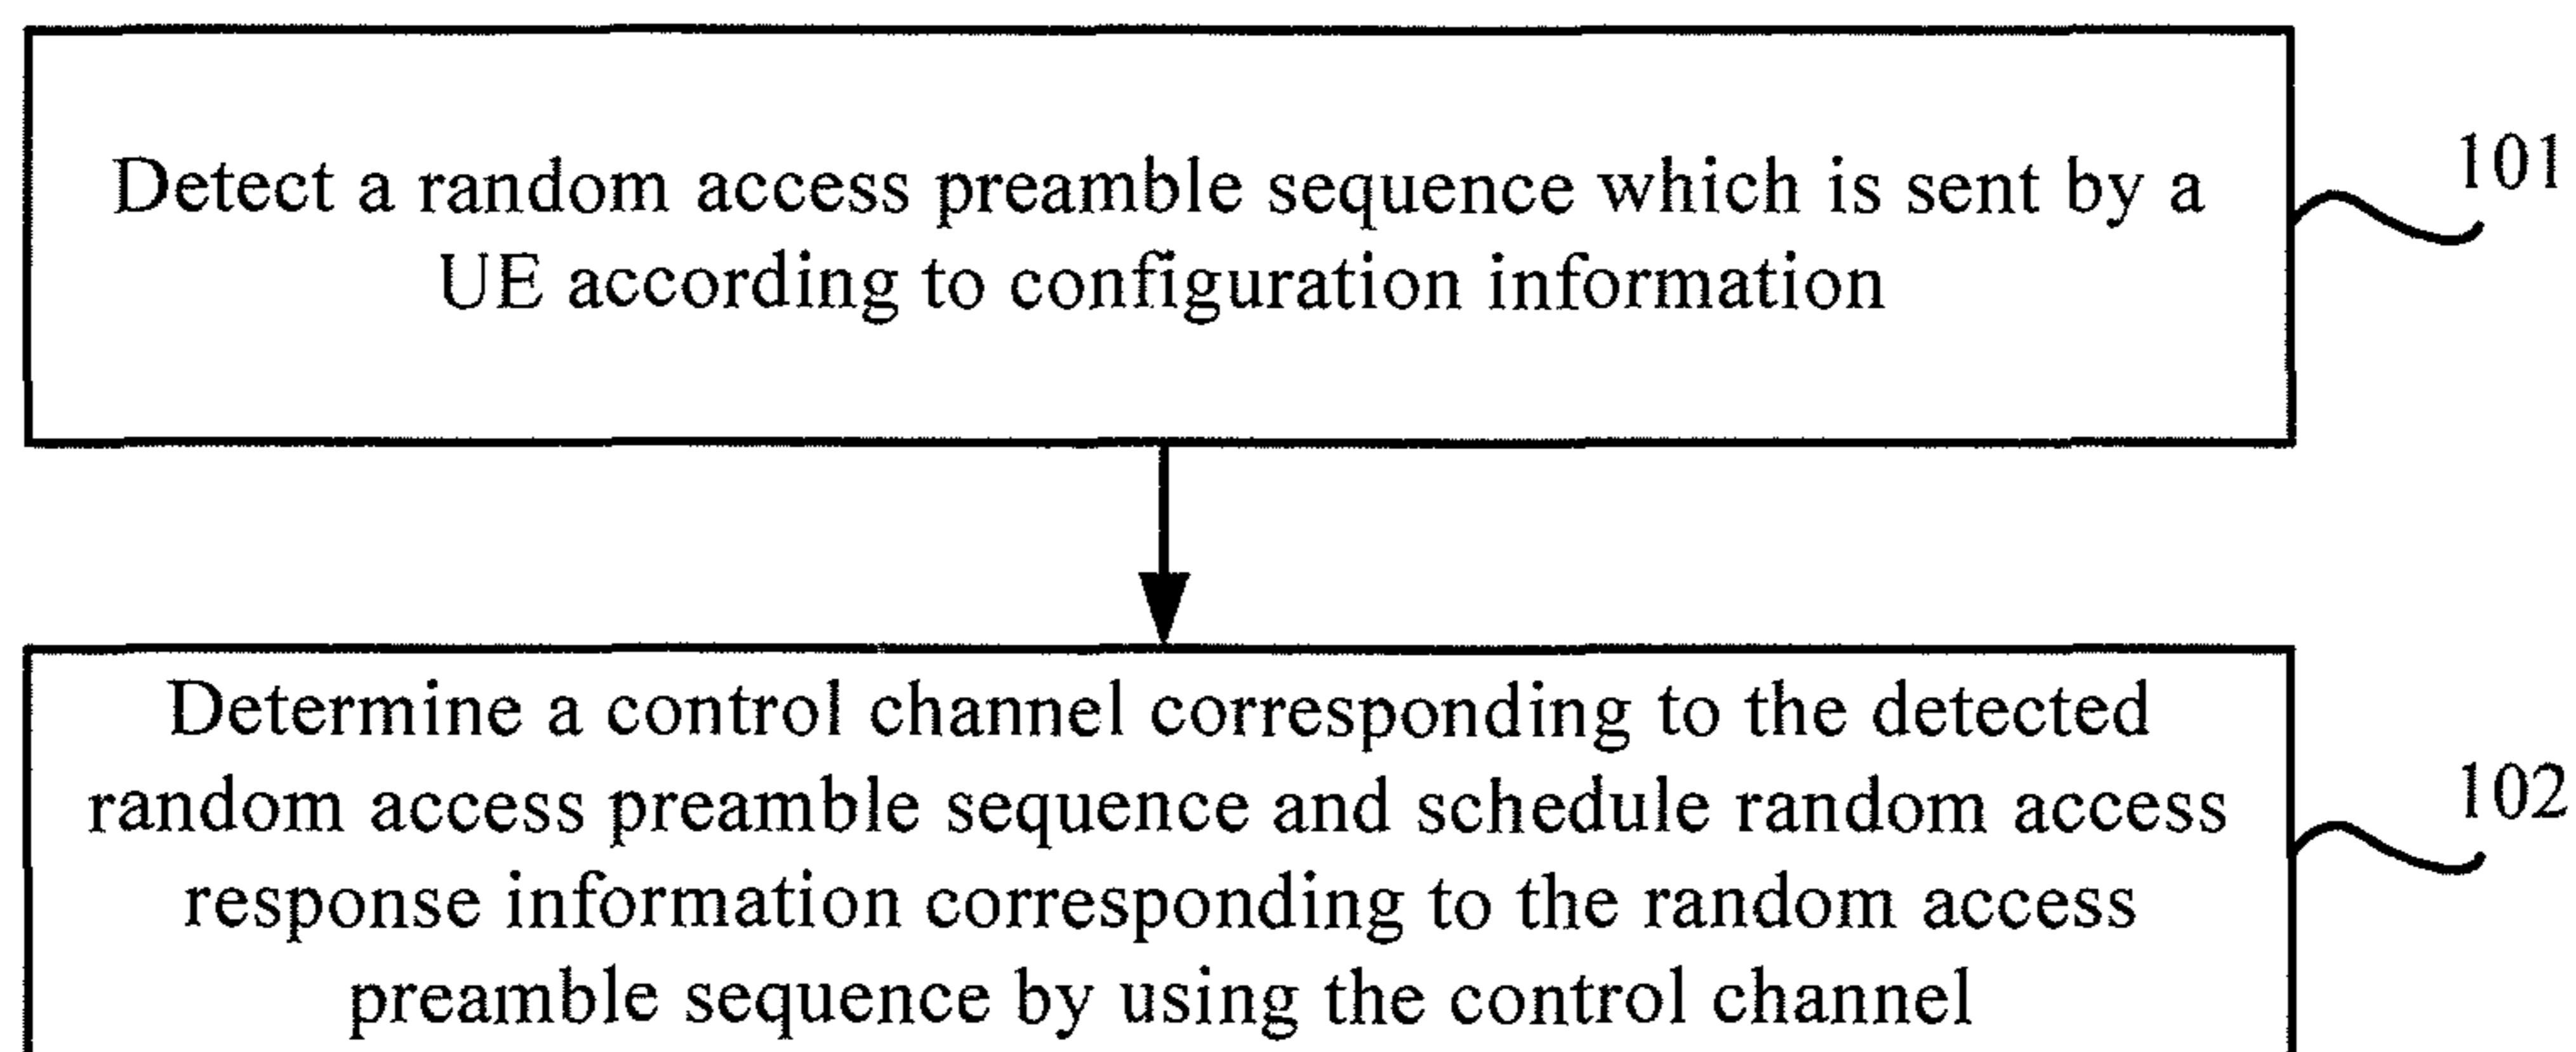 Detect a random access preamble sequence which is sent by a
UE according to configuration information
101
Determine a control channel corresponding to the detected
random access preamble sequence and schedule random access
response information corresponding to the random access
preamble sequence by using the control channel
102